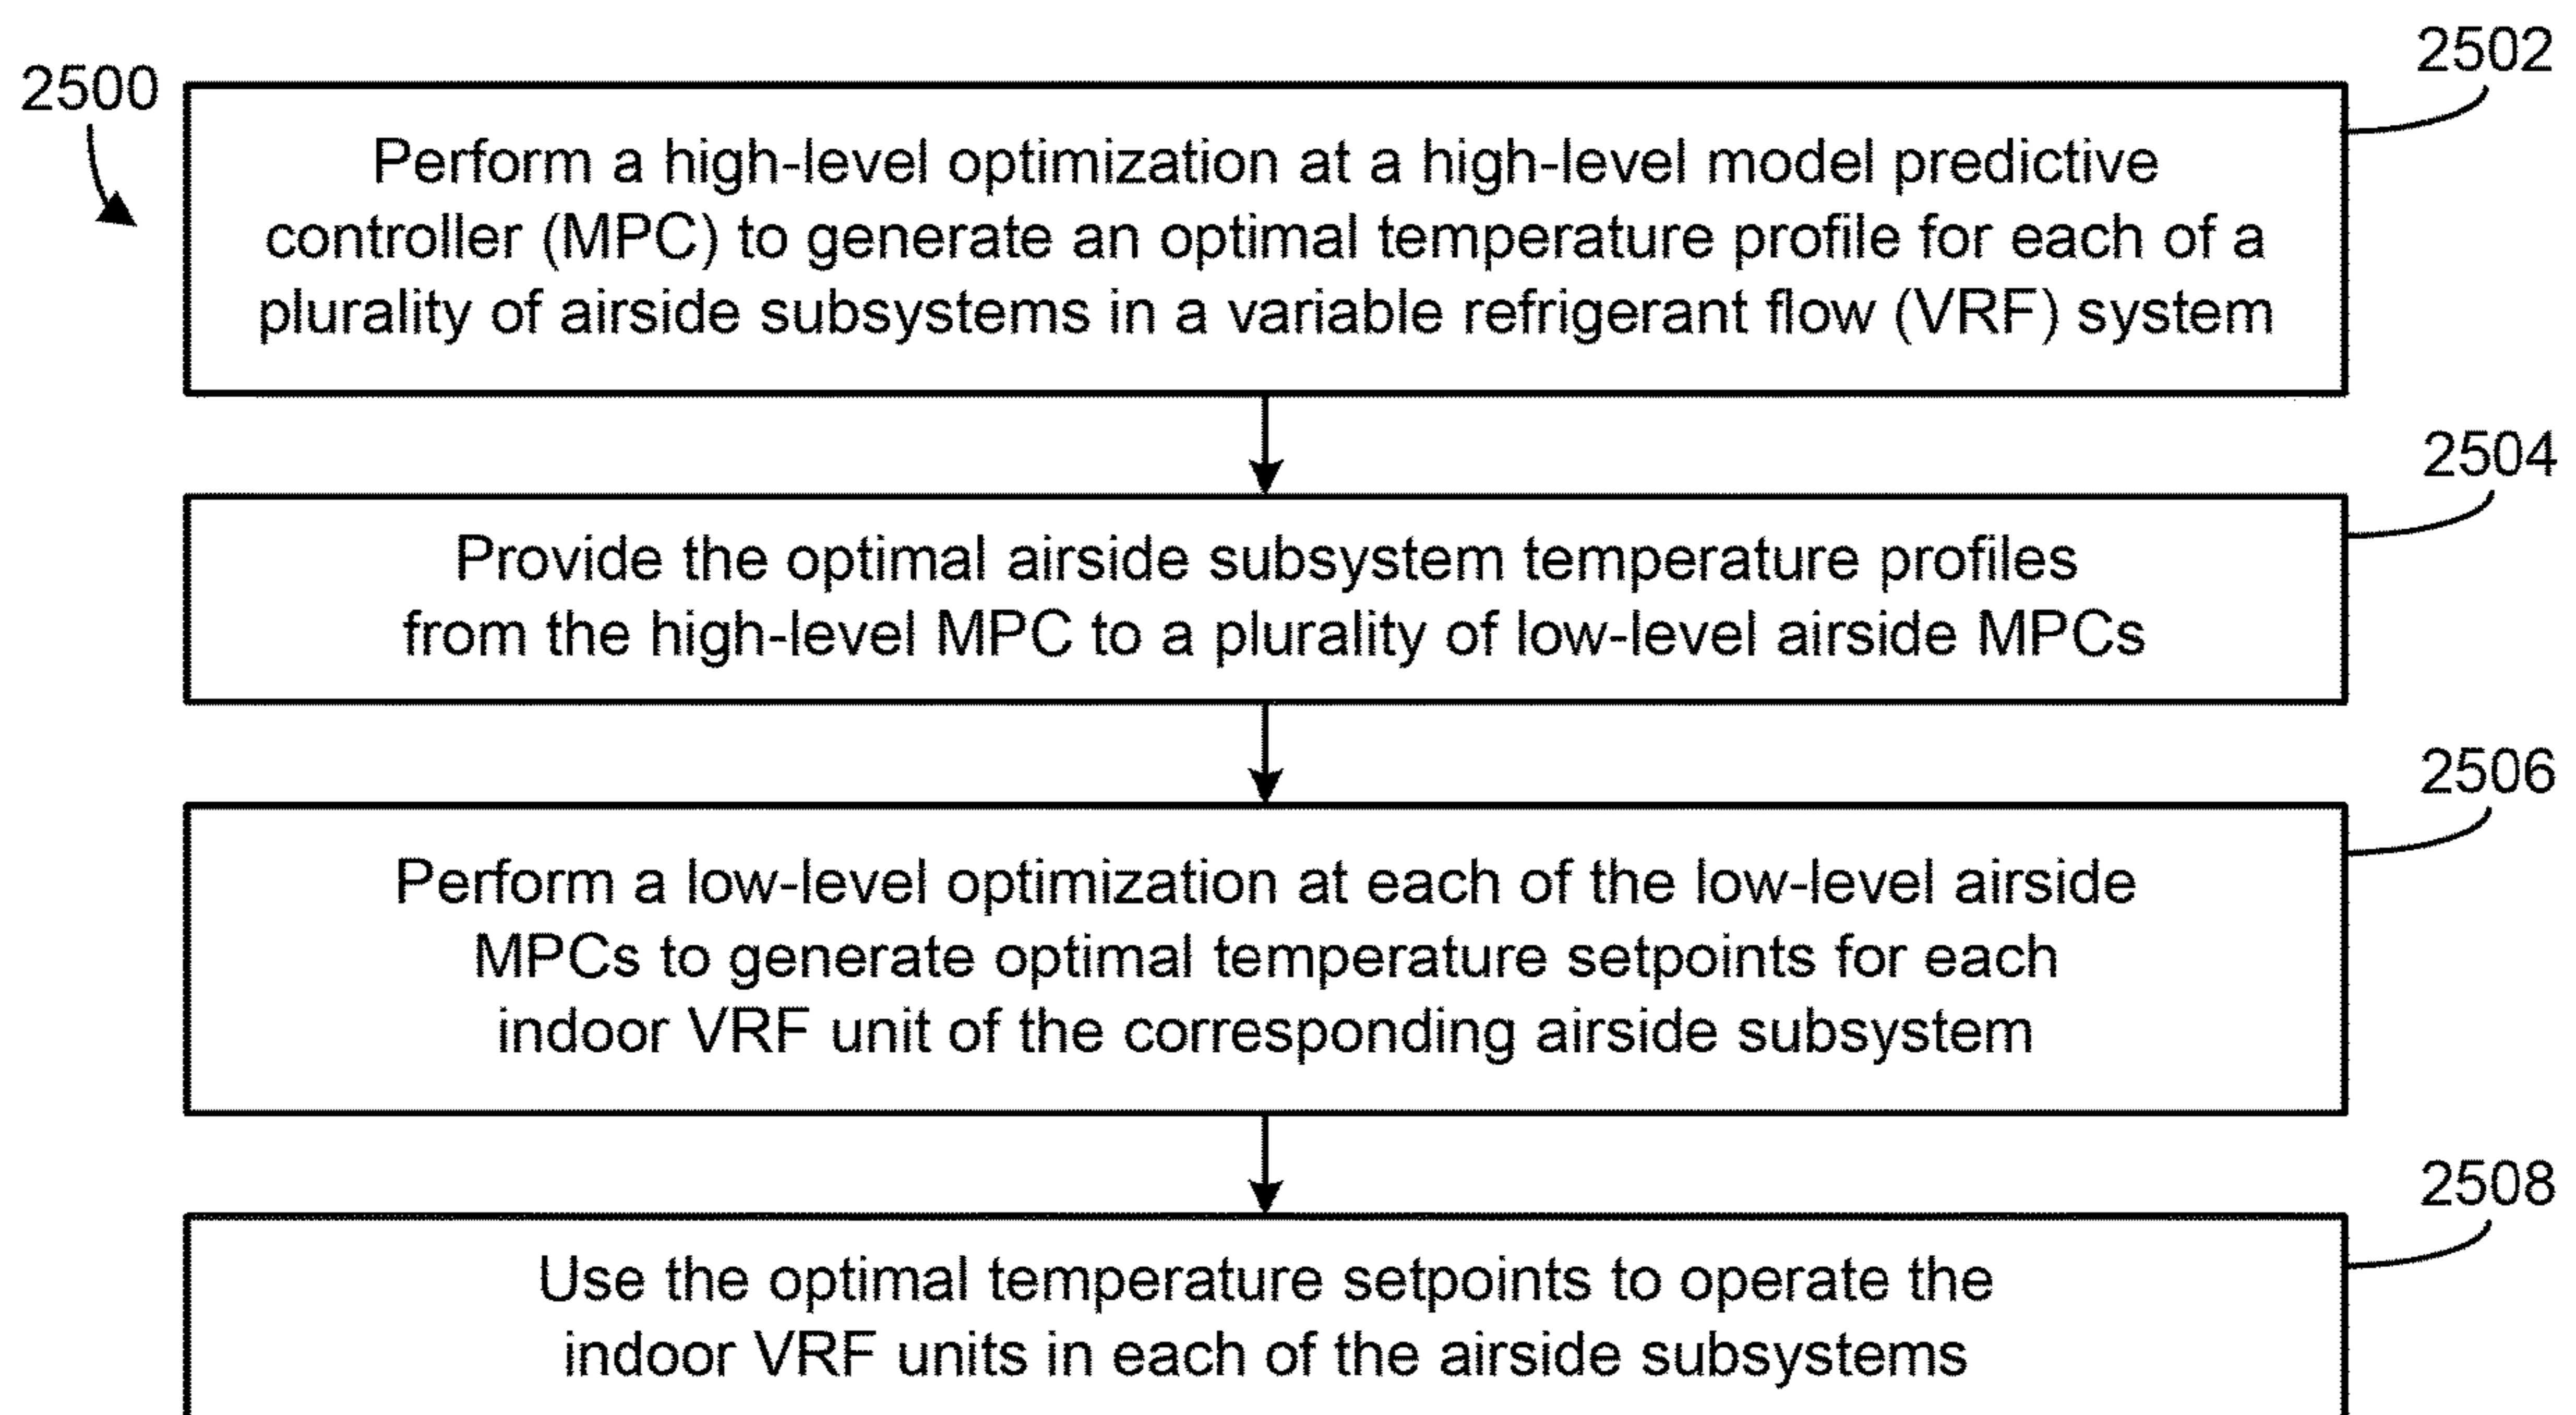 2500
2502
Perform a high-level optimization at a high-level model predictive
controller (MPC) to generate an optimal temperature profile for each of a
plurality of airside subsystems in a variable refrigerant flow (VRF) system
2504
Provide the optimal airside subsystem temperature profiles
from the high-level MPC to a plurality of low-level airside MPCs
2506
Perform a low-level optimization at each of the low-level airside
MPCs to generate optimal temperature setpoints for each
indoor VRF unit of the corresponding airside subsystem
2508
Use the optimal temperature setpoints to operate the
indoor VRF units in each of the airside subsystems